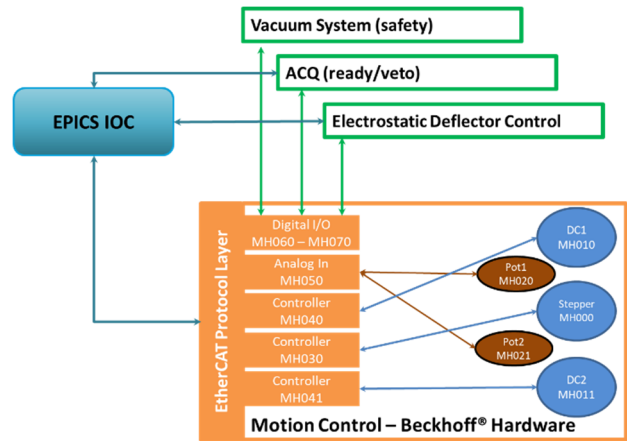 Vacuum System (safety)
ACQ (ready/veto)
EPICS IOC
Electrostatic Deflector Control
EtherCAT Protocol Layer
Digital I/O
MH060 – MH070
Analog In
MH050
Controller
MH040
Controller
MH030
Controller
MH041
DC1
MH010
Pot1
MH020
Stepper
MH000
Pot2
MH021
DC2
MH011
Motion Control – Beckhoff® Hardware